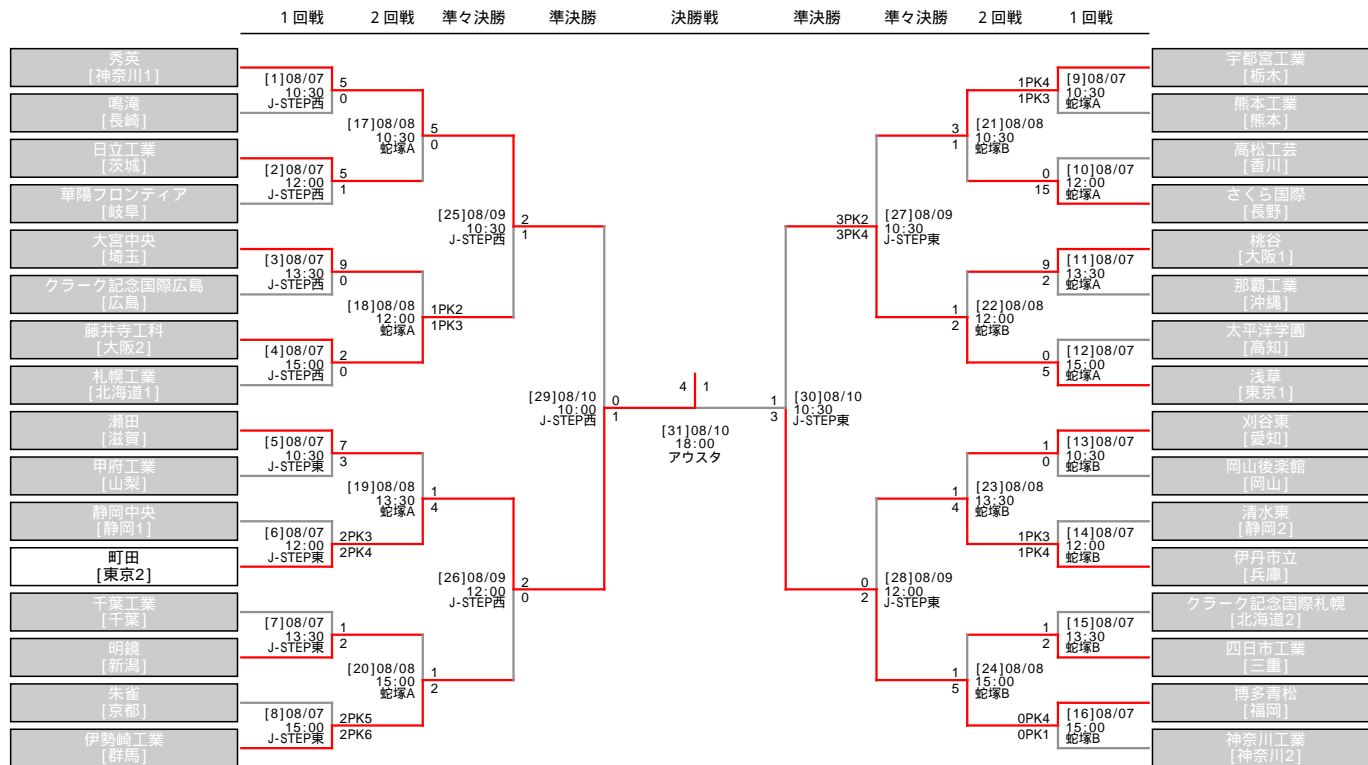 1回戦 2回戦 準々決勝 準決勝 決勝戦 準決勝 準々決勝 2回戦 1回戦
秀英
[神奈川1]
鳴滝
[長崎]
日立工業
[茨城]
華陽フロンティア
[岐阜]
大宮中央
[埼玉]
クラーク記念国際広島
[広島]
藤井寺工科
[大阪2]
札幌工業
[北海道1]
瀬田
[滋賀]
甲府工業
[山梨]
静岡中央
[静岡1]
町田
[東京2]
千葉工業
[千葉]
明鏡
[新潟]
朱雀
[京都]
伊勢崎工業
[群馬]
[1]08/07
10:30
J-STEP西
5
0
[2]08/07
12:00
J-STEP西
5
1
[3]08/07
13:30
J-STEP西
9
0
[4]08/07
15:00
J-STEP西
2
0
[5]08/07
10:30
J-STEP東
7
3
[6]08/07
12:00
J-STEP東
2PK3
2PK4
[7]08/07
13:30
J-STEP東
1
2
[8]08/07
15:00
J-STEP東
2PK5
2PK6
[17]08/08
10:30
蛇塚A
5
0
[18]08/08
12:00
蛇塚A
1PK2
1PK3
[19]08/08
13:30
蛇塚A
1
4
[20]08/08
15:00
蛇塚A
1
2
[25]08/09
10:30
J-STEP西
2
1
[26]08/09
12:00
J-STEP西
2
0
[29]08/10
10:00
J-STEP西
0
1
4 1
[31]08/10
18:00
アウスタ
1
3
[30]08/10
10:30
J-STEP東
3PK2
3PK4
[27]08/09
10:30
J-STEP東
0
2
[28]08/09
12:00
J-STEP東
3
1
[21]08/08
10:30
蛇塚B
1
2
[22]08/08
12:00
蛇塚B
1
4
[23]08/08
13:30
蛇塚B
1
5
[24]08/08
15:00
蛇塚B
1PK4
1PK3
[9]08/07
10:30
蛇塚A
0
15
[10]08/07
12:00
蛇塚A
9
2
[11]08/07
13:30
蛇塚A
0
5
[12]08/07
15:00
蛇塚A
1
0
[13]08/07
10:30
蛇塚B
1PK3
1PK4
[14]08/07
12:00
蛇塚B
1
2
[15]08/07
13:30
蛇塚B
0PK4
0PK1
[16]08/07
15:00
蛇塚B
宇都宮工業
[栃木]
熊本工業
[熊本]
高松工芸
[香川]
さくら国際
[長野]
桃谷
[大阪1]
那覇工業
[沖縄]
太平洋学園
[高知]
浅草
[東京1]
刈谷東
[愛知]
岡山後楽館
[岡山]
清水東
[静岡2]
伊丹市立
[兵庫]
クラーク記念国際札幌
[北海道2]
四日市工業
[三重]
博多青松
[福岡]
神奈川工業
[神奈川2]